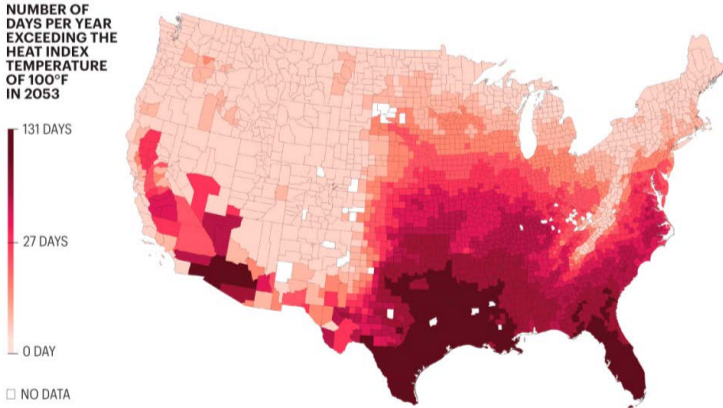 NUMBER OF
DAYS PER YEAR
EXCEEDING THE
HEAT INDEX
TEMPERATURE
OF 100°F
IN 2053
131 DAYS
27 DAYS
0 DAY
NO DATA